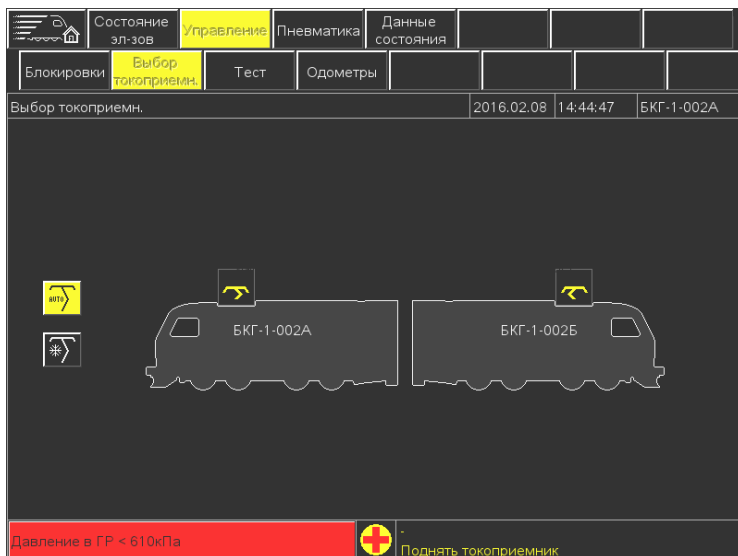 Состояние
эл-зов
Управление
Пневматика
Данные
состояния
Блокировки
Выбор
токоприемн.
Тест
Одометры
Выбор токоприемн.
2016.02.08
14:44:47
БКГ-1-002А
AUTO
БКГ-1-002А
БКГ-1-002Б
Давление в ГР < 610кПа
-
Поднять токоприемник